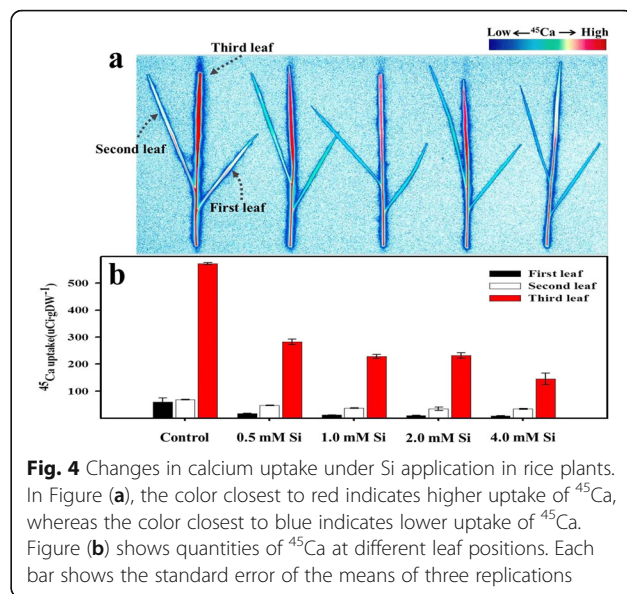 Low ←⁴⁵Ca→ High
a
Third leaf
Second leaf
First leaf
b
First leaf
Second leaf
Third leaf
⁴⁵Ca uptake(uCi·gDW⁻¹)
500
400
300
200
100
Control 0.5 mM Si 1.0 mM Si 2.0 mM Si 4.0 mM Si
Fig. 4 Changes in calcium uptake under Si application in rice plants.
In Figure (a), the color closest to red indicates higher uptake of ⁴⁵Ca,
whereas the color closest to blue indicates lower uptake of ⁴⁵Ca.
Figure (b) shows quantities of ⁴⁵Ca at different leaf positions. Each
bar shows the standard error of the means of three replications